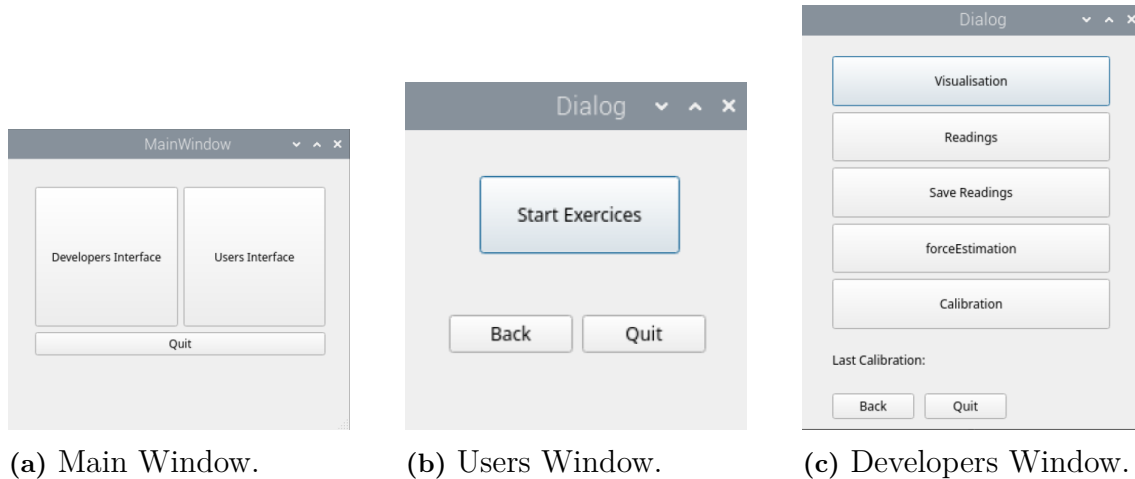 MainWindow
Developers Interface
Users Interface
Quit
(a) Main Window.
Dialog
Start Exercices
Back
Quit
(b) Users Window.
Dialog
Visualisation
Readings
Save Readings
forceEstimation
Calibration
Last Calibration:
Back
Quit
(c) Developers Window.